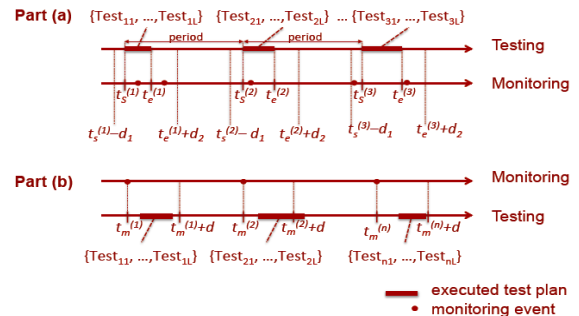 Part (a) {Test11, ...,Test1L} {Test21, ...,Test2L} ... {Test31, ...,Test3L}
period period
Testing
Monitoring
ts(1) te(1) ts(2) te(2) ts(3) te(3)
ts(1)–d1 te(1)+d2 ts(2)– d1 te(2)+d2 ts(3)–d1 te(3)+d2
Part (b)
Monitoring
Testing
tm(1) tm(1)+d tm(2) tm(2)+d tm(n) tm(n)+d
{Test11, ...,Test1L} {Test21, ...,Test2L} {Testn1, ...,TestnL}
executed test plan
monitoring event